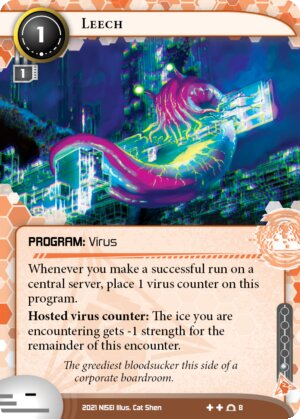 1
LEECH
1
PROGRAM: Virus
Whenever you make a successful run on a
central server, place 1 virus counter on this
program.
Hosted virus counter: The ice you are
encountering gets -1 strength for the
remainder of this encounter.
The greediest bloodsucker this side of a
corporate boardroom.
-
2021 NISEI Illus. Cat Shen
8